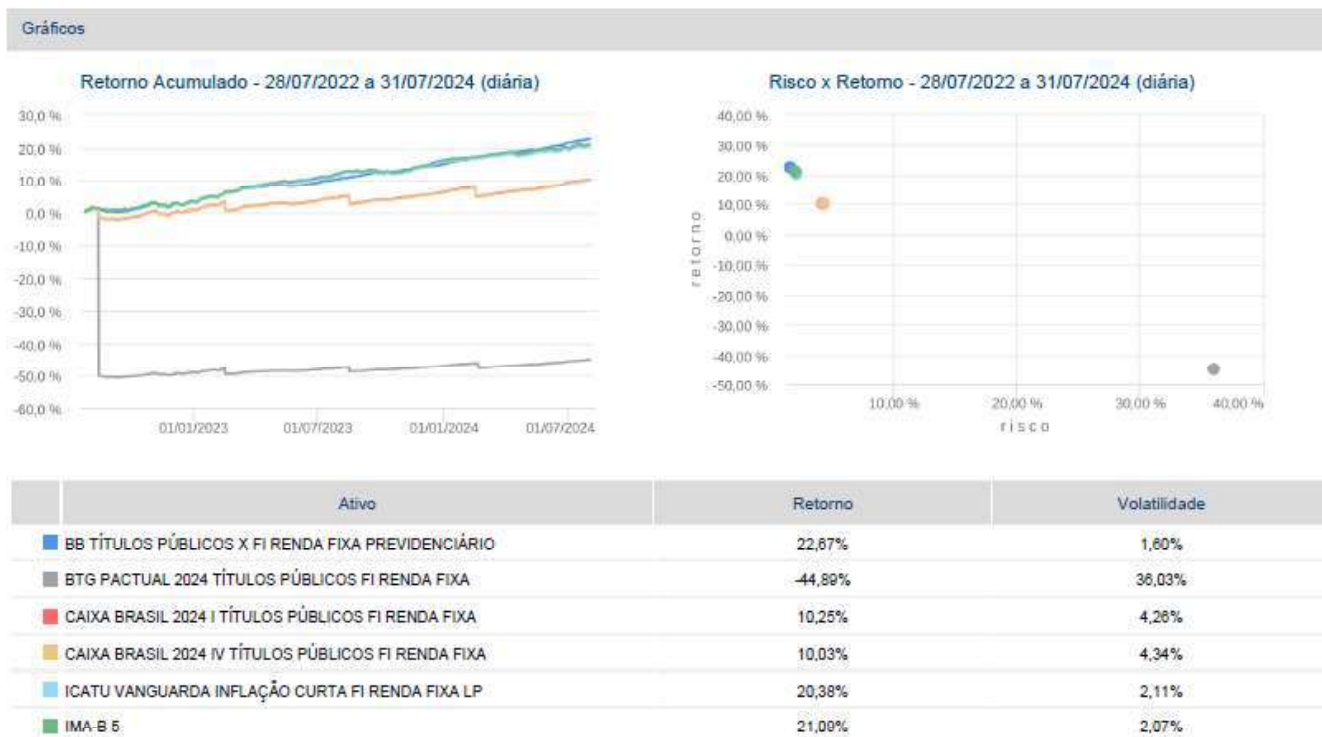 Gráficos
Retorno Acumulado - 28/07/2022 a 31/07/2024 (diária)
30,0 %
20,0 %
10,0 %
0,0 %
-10,0 %
-20,0 %
-30,0 %
-40,0 %
-50,0 %
-60,0 %
01/01/2023 01/07/2023 01/01/2024 01/07/2024
Risco x Retorno - 28/07/2022 a 31/07/2024 (diária)
retorno
40,00 %
30,00 %
20,00 %
10,00 %
0,00 %
-10,00 %
-20,00 %
-30,00 %
-40,00 %
-50,00 %
10,00 % 20,00 % 30,00 % 40,00 %
risco
Ativo Retorno Volatilidade
BB TÍTULOS PÚBLICOS X FI RENDA FIXA PREVIDENCIÁRIO 22,67% 1,60%
BTG PACTUAL 2024 TÍTULOS PÚBLICOS FI RENDA FIXA -44,89% 36,03%
CAIXA BRASIL 2024 I TÍTULOS PÚBLICOS FI RENDA FIXA 10,25% 4,26%
CAIXA BRASIL 2024 IV TÍTULOS PÚBLICOS FI RENDA FIXA 10,03% 4,34%
ICATU VANGUARDA INFLAÇÃO CURTA FI RENDA FIXA LP 20,38% 2,11%
IMA-B 5 21,09% 2,07%